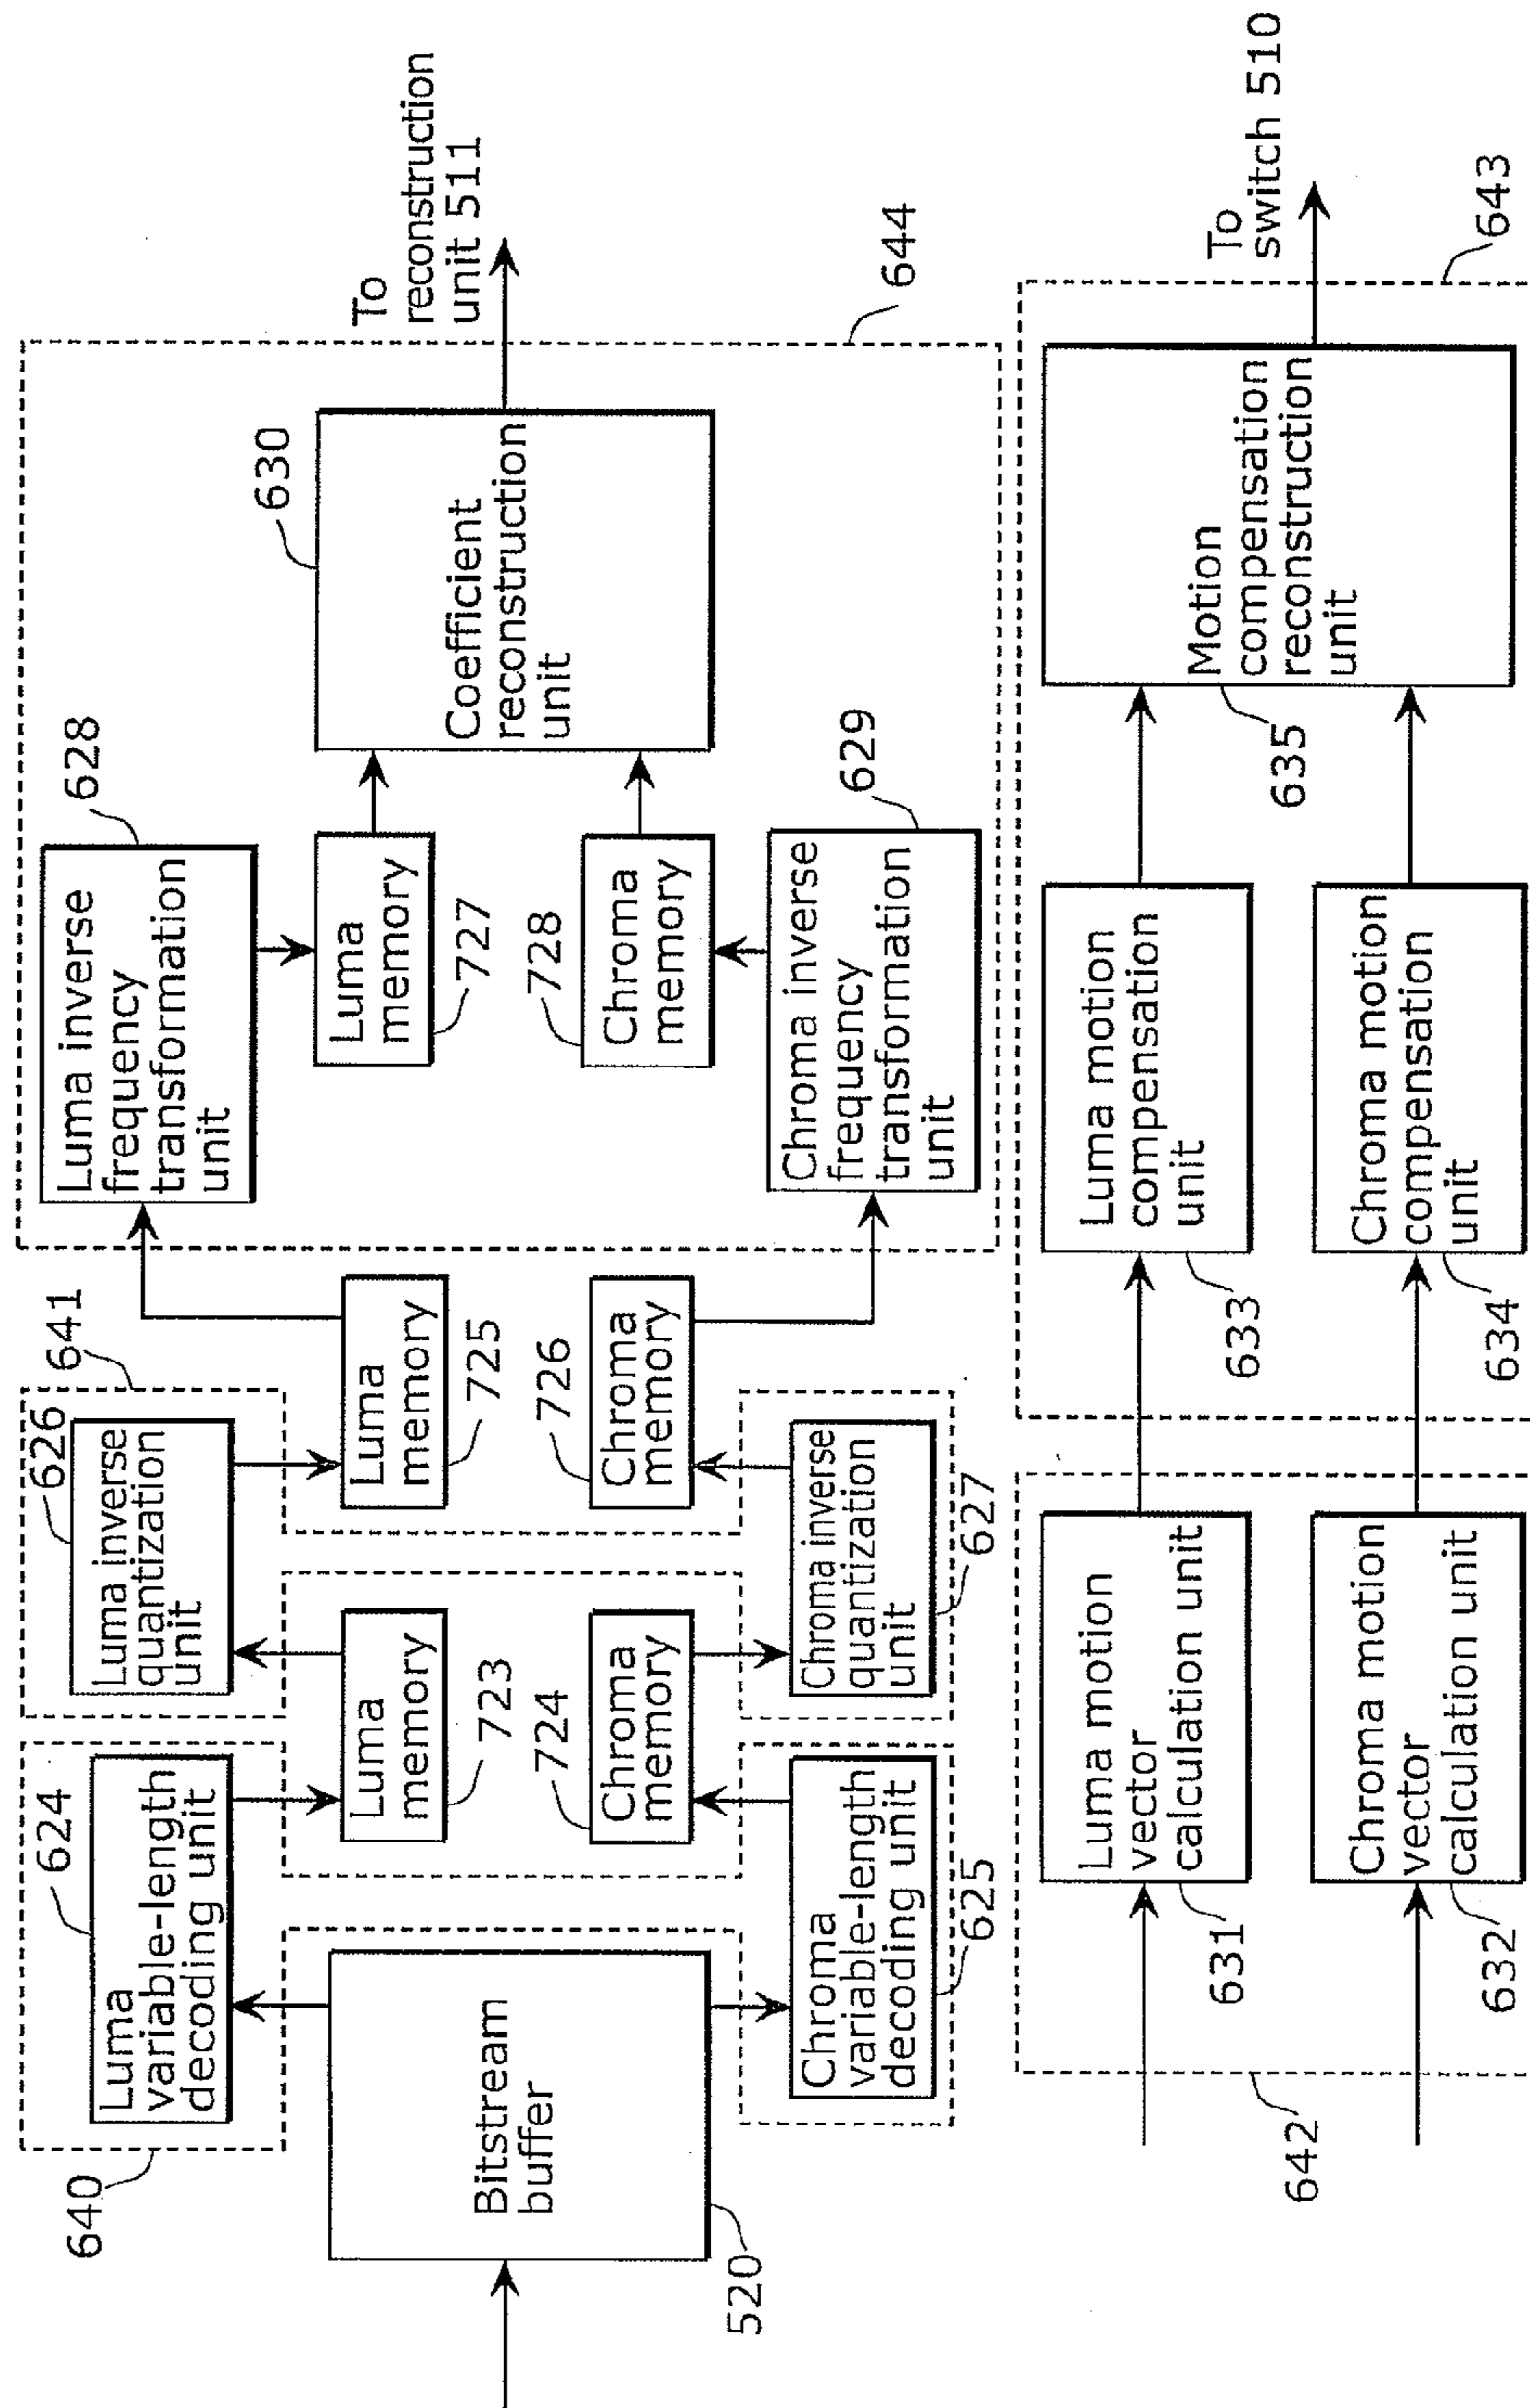 640
624
Luma
variable-length
decoding unit
626
Luma inverse
quantization
unit
641
Luma inverse
frequency
transformation
unit
628
520
Bitstream
buffer
Luma
memory
723
724
Chroma
memory
Luma
memory
725
726
Chroma
memory
Luma
memory
727
728
Chroma
memory
630
Coefficient
reconstruction
unit
To
reconstruction
unit 511
644
Chroma
variable-length
decoding unit
625
Chroma inverse
quantization
unit
627
Chroma inverse
frequency
transformation
unit
629
642
Luma motion
vector
calculation unit
631
Luma motion
compensation
unit
633
Motion
compensation
reconstruction
unit
635
To
switch 510
643
Chroma motion
vector
calculation unit
632
Chroma motion
compensation
unit
634